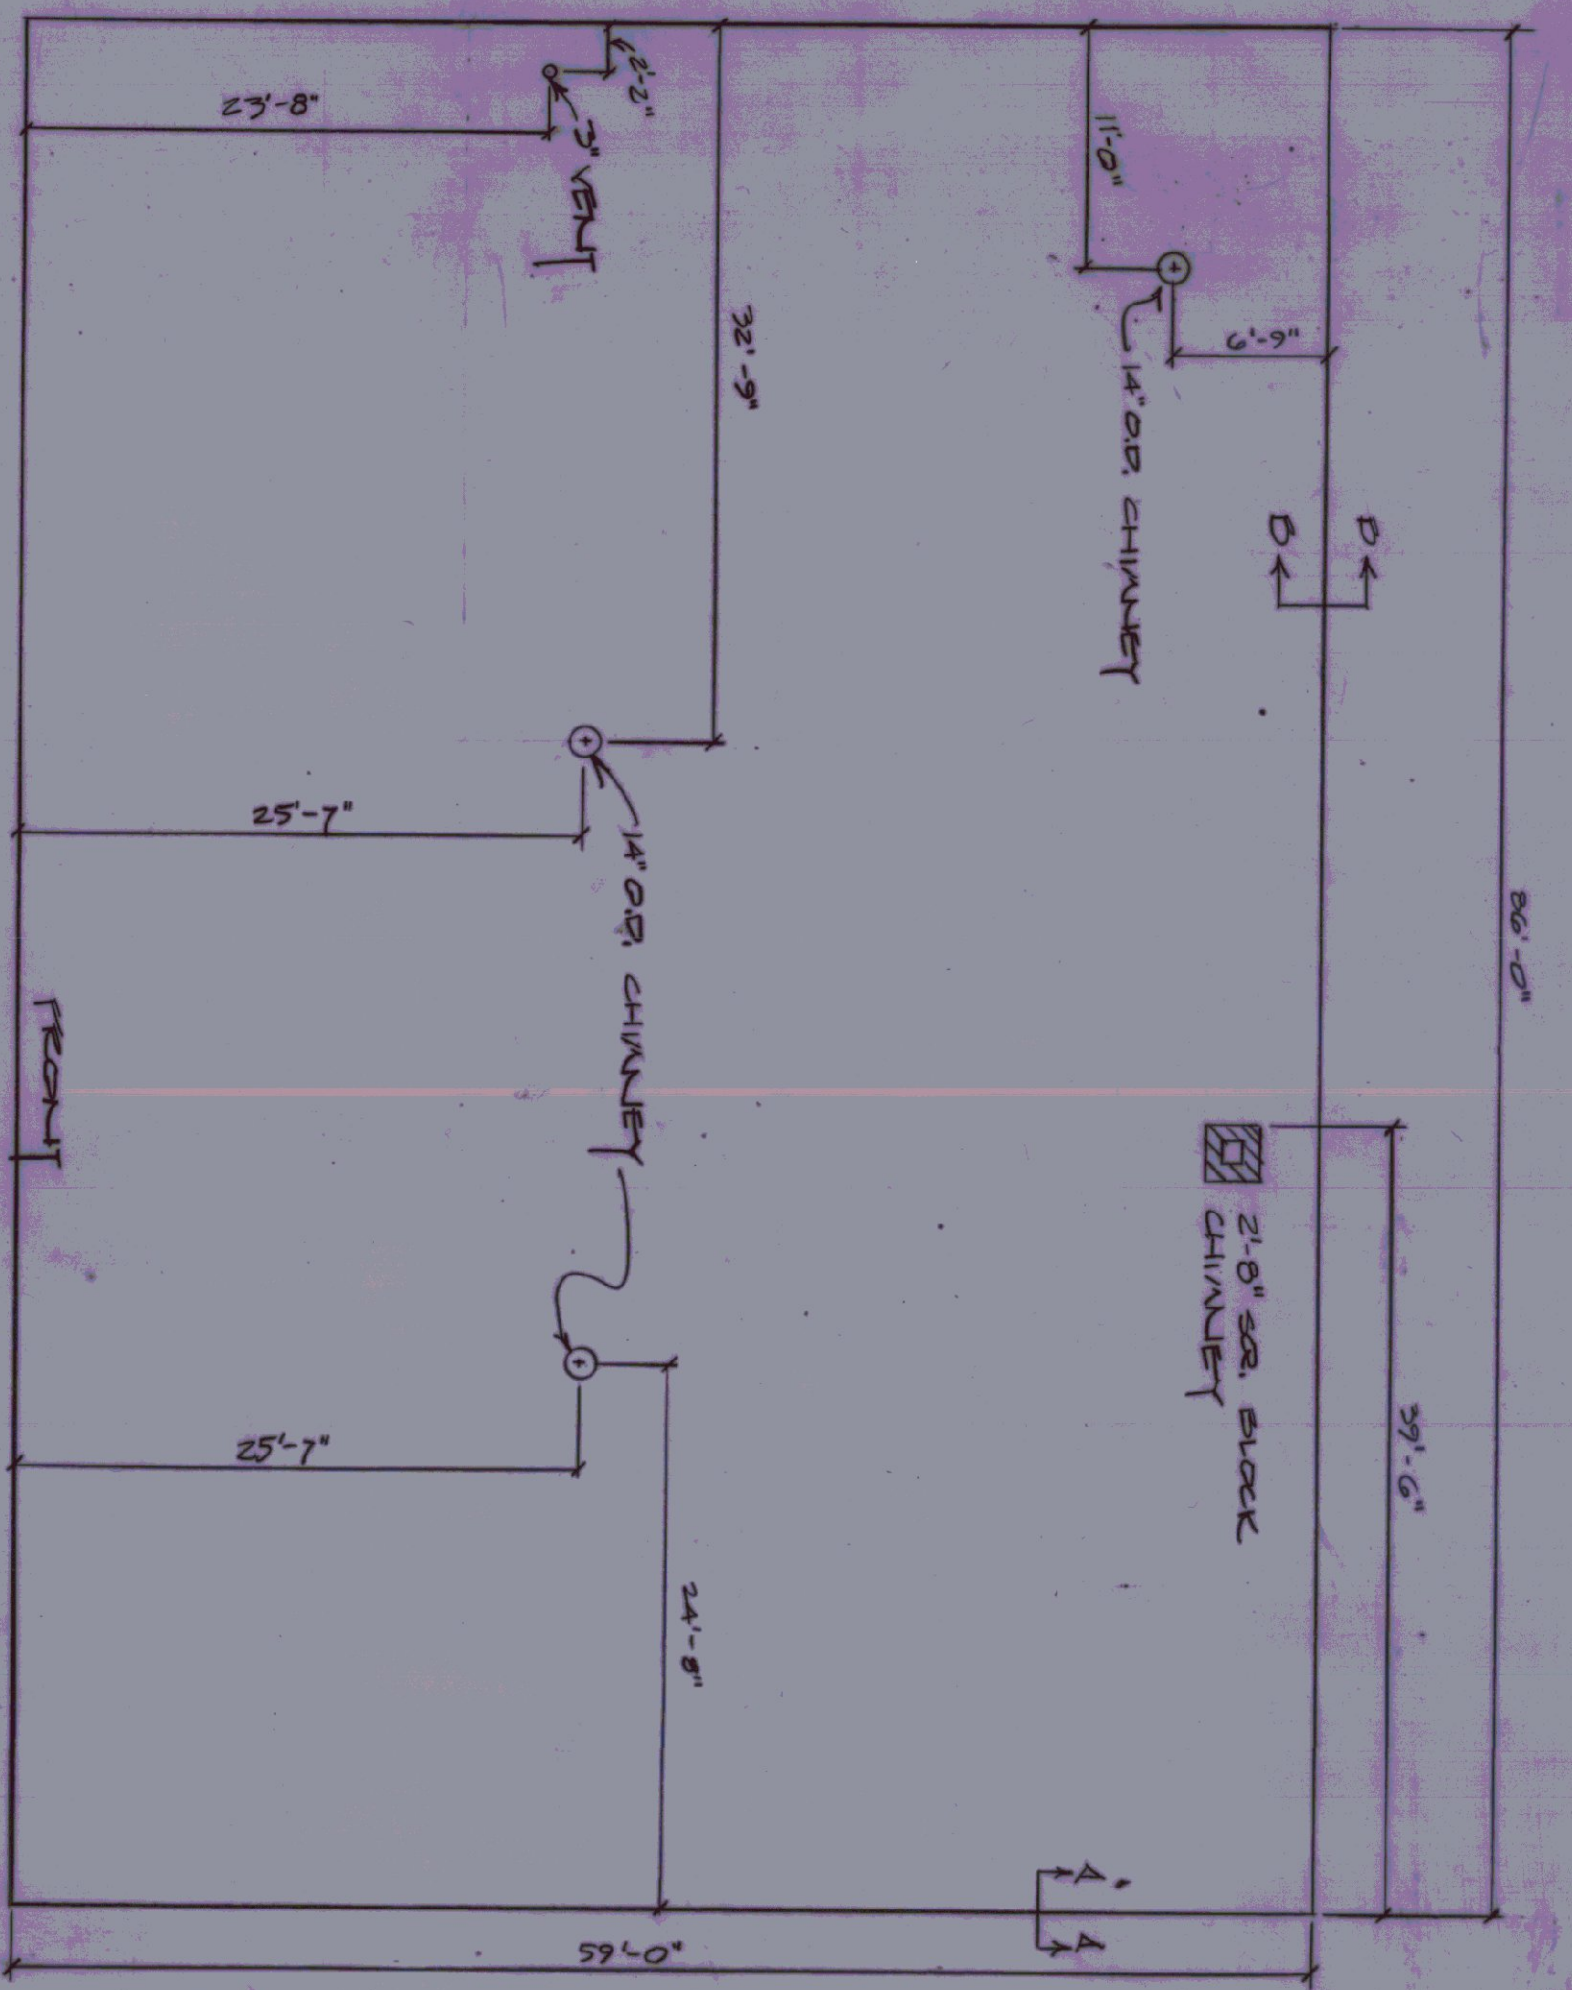 23'-8"
2'-2"
3" VENT
32'-9"
11'-0"
6'-9"
14" O.D. CHIMNEY
B
B
86'-0"
25'-7"
14" O.D. CHIMNEY
FRONT
2'-8" SQR. BLOCK
CHIMNEY
39'-6"
25'-7"
24'-8"
A
A
59'-0"